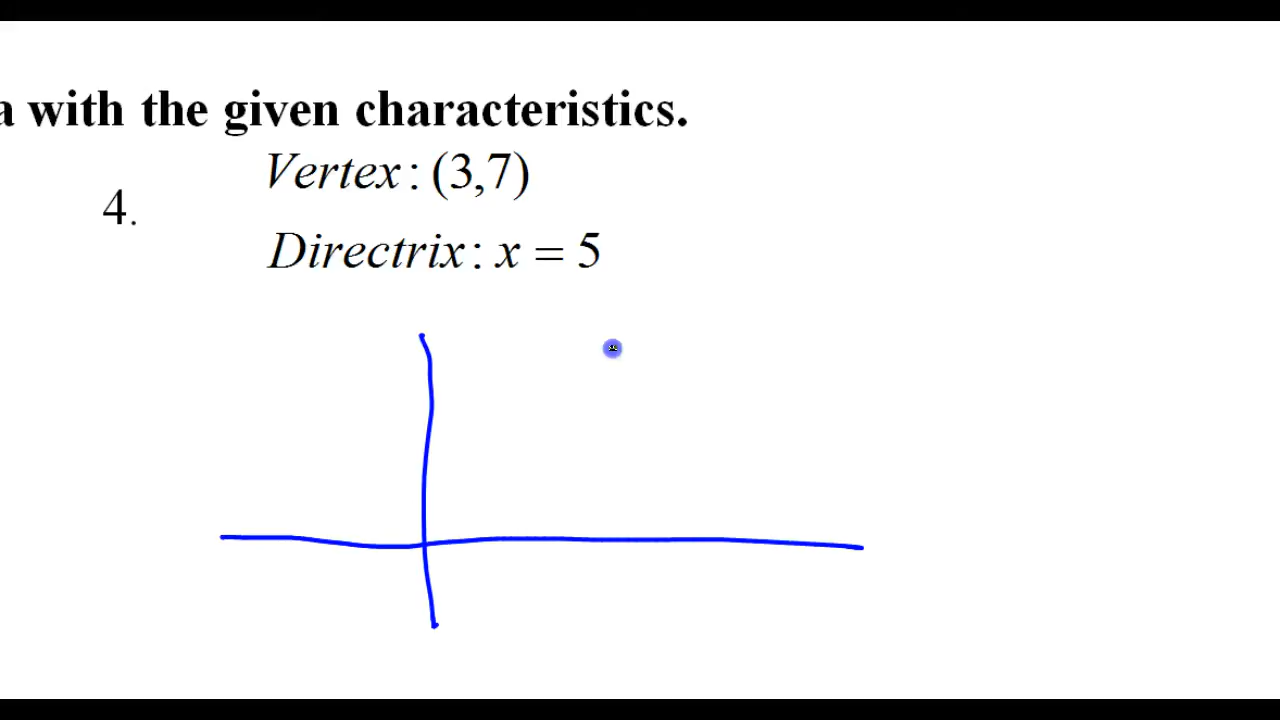 a with the given characteristics.
Vertex: (3,7)
4.
Directrix: x = 5